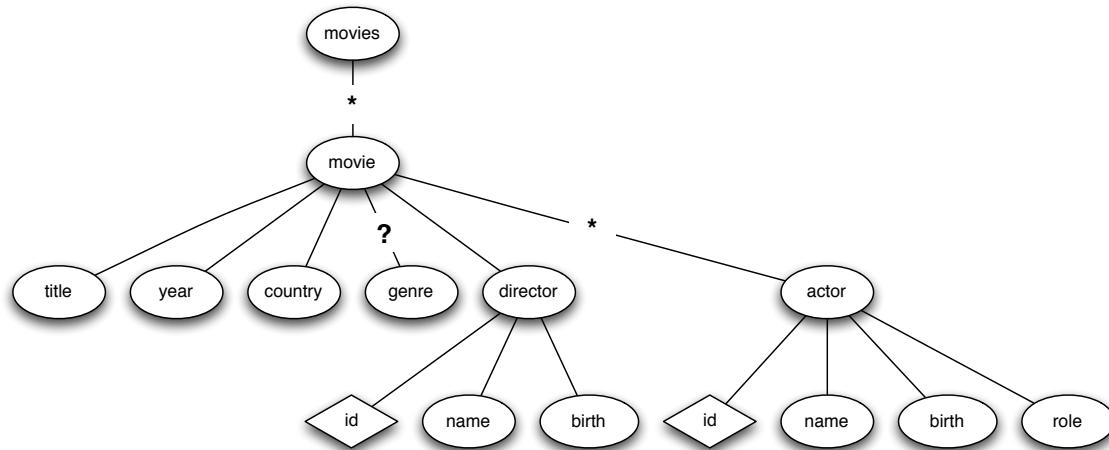 movies
*
movie
*
?
title year country genre director actor
id name birth id name birth role